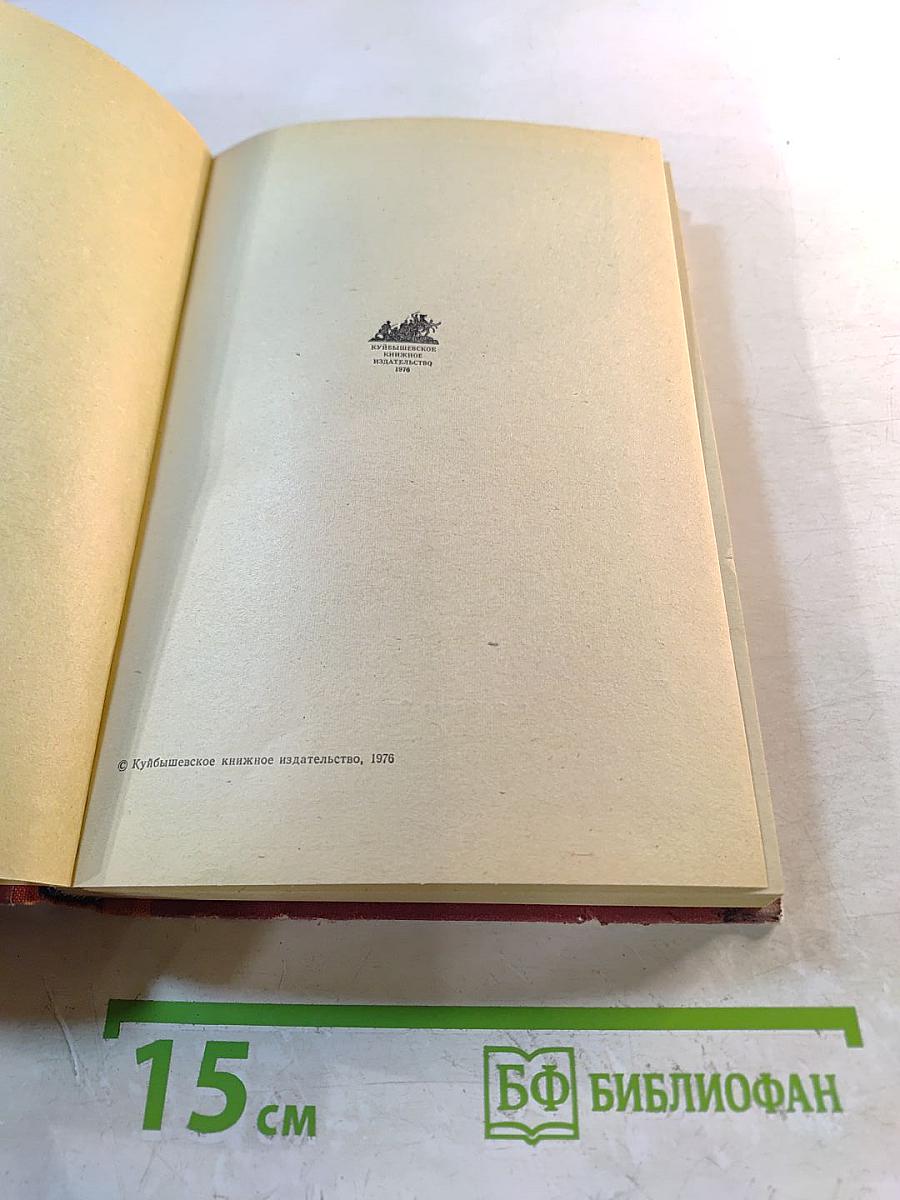 КУЙБЫШЕВСКОЕ
КНИЖНОЕ
ИЗДАТЕЛЬСТВО
1976
© Куйбышевское книжное издательство, 1976
15 см
БФ БИБЛИОФАН